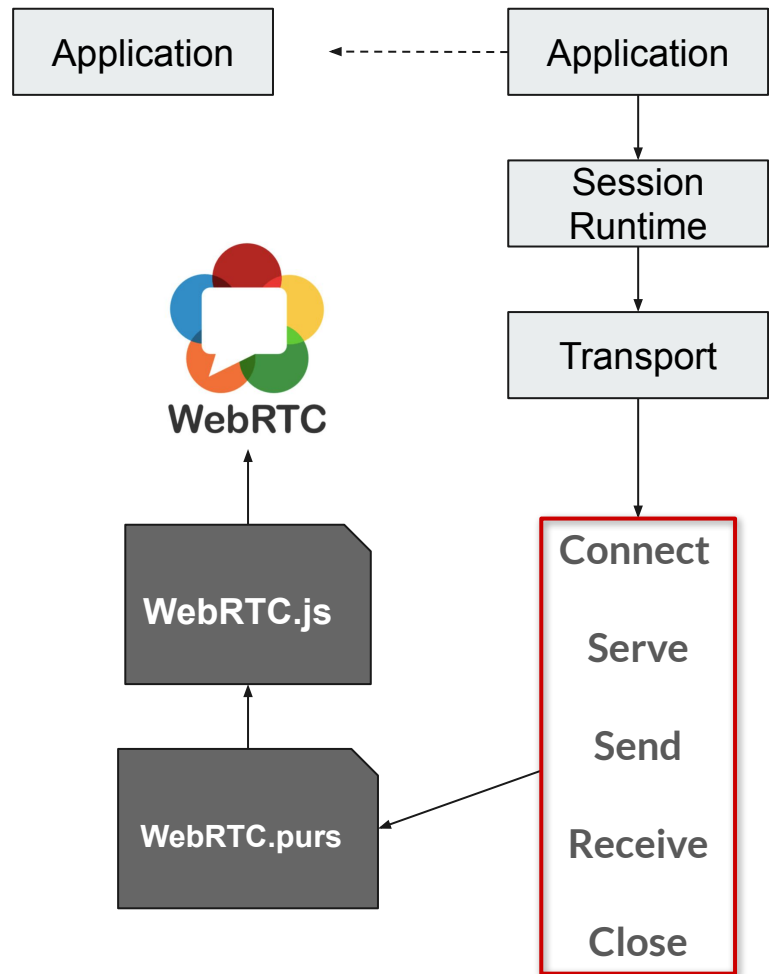 Application
Application
Session
Runtime
Transport
WebRTC
WebRTC.js
WebRTC.purs
Connect
Serve
Send
Receive
Close